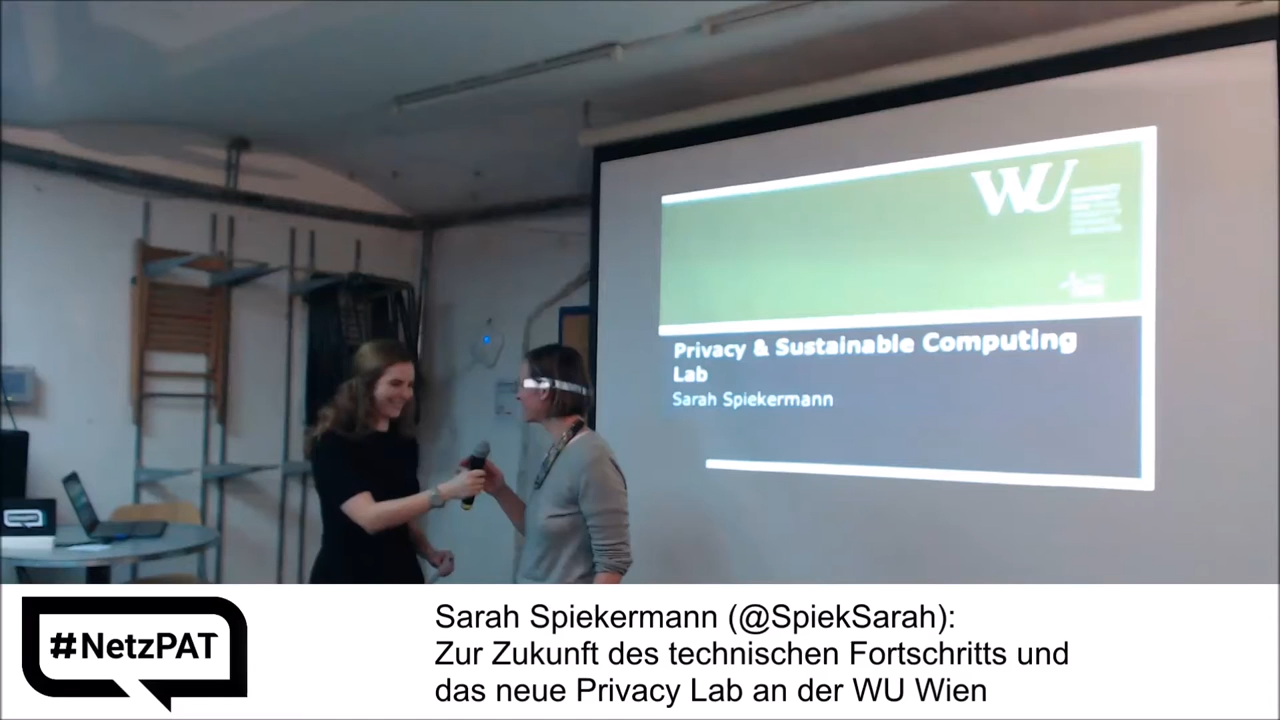 WU
Privacy & Sustainable Computing
Lab
Sarah Spiekermann
#NetzPAT
Sarah Spiekermann (@SpiekSarah):
Zur Zukunft des technischen Fortschritts und
das neue Privacy Lab an der WU Wien